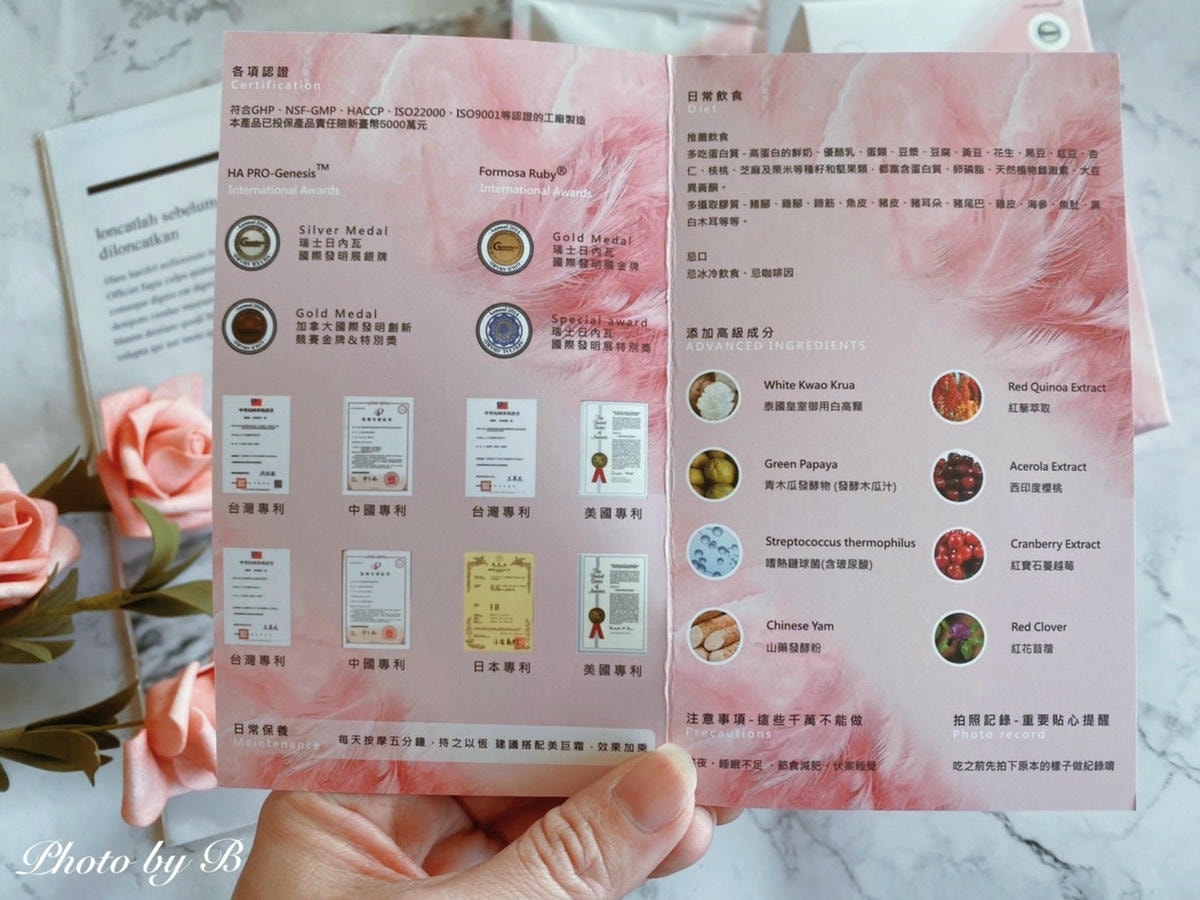 各項認證
Certification
符合GHP、NSF-GMP、HACCP、ISO22000、ISO9001等認證的工廠製造
本產品已投保產品責任險新臺幣5000萬元
HA PRO-Genesis™
International Awards
Silver Medal
瑞士日內瓦
國際發明展銀牌
Gold Medal
加拿大國際發明創新
競賽金牌&特別獎
Formosa Ruby®
International Awards
Gold Medal
瑞士日內瓦
國際發明展金牌
Special award
瑞士日內瓦
國際發明展特別獎
台灣專利
中國專利
台灣專利
美國專利
台灣專利
中國專利
日本專利
美國專利
日常保養
Maintenance
每天按摩五分鐘，持之以恆 建議搭配美巨霜，效果加乘
日常飲食
Diet
推薦飲食
多吃蛋白質-高蛋白的鮮奶、優酪乳、蛋類、豆漿、豆腐、黃豆、花生、黑豆、紅豆、杏
仁、核桃、芝麻及栗米等種籽和堅果類，都富含蛋白質、卵磷脂、天然植物雌激素、大豆
異黃酮。
多攝取膠質-豬腳、雞腳、蹄筋、魚皮、豬皮、豬耳朵、豬尾巴、雞皮、海參、魚肚、黑
白木耳等等。
忌口
忌冰冷飲食、忌咖啡因
添加高級成分
ADVANCED INGREDIENTS
White Kwao Krua
泰國皇室御用白高顆
Red Quinoa Extract
紅藜萃取
Green Papaya
青木瓜發酵物 (發酵木瓜汁)
Acerola Extract
西印度櫻桃
Streptococcus thermophilus
嗜熱鏈球菌(含玻尿酸)
Cranberry Extract
紅寶石蔓越莓
Chinese Yam
山藥發酵粉
Red Clover
紅花苜蓿
注意事項-這些千萬不能做
Precautions
夜、睡眠不足、節食減肥、伏案睡覺
拍照記錄-重要貼心提醒
Photo record
吃之前先拍下原本的樣子做紀錄唷
loncatlah sebelum
diloncatkan
Photo by B